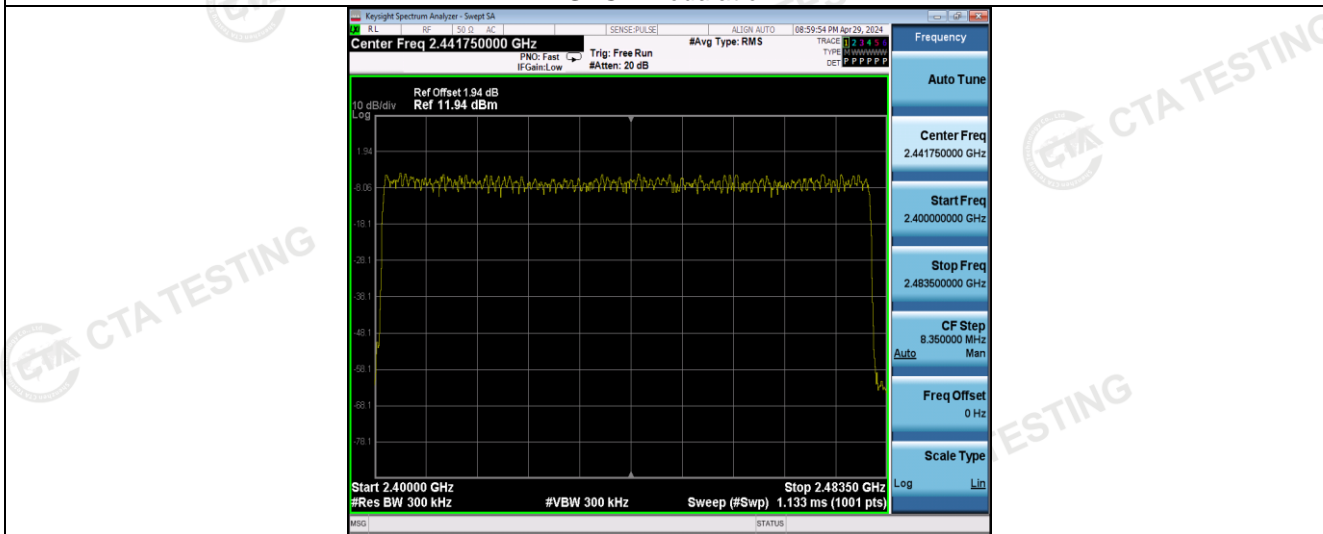 Keysight Spectrum Analyzer - Swept SA
RL RF 50 Ω AC SENSE:PULSE ALIGN AUTO 08:59:54 PM Apr 29, 2024
Center Freq 2.441750000 GHz
#Avg Type: RMS
TRACE 1 2 3 4 5 6
TYPE M WWWWW
DET P P P P P P
PNO: Fast
IFGain:Low
Trig: Free Run
#Atten: 20 dB
Ref Offset 1.94 dB
10 dB/div Ref 11.94 dBm
Log
1.94
-8.06
-18.1
-28.1
-38.1
-48.1
-58.1
-68.1
-78.1
Start 2.40000 GHz Stop 2.48350 GHz
#Res BW 300 kHz #VBW 300 kHz Sweep (#Swp) 1.133 ms (1001 pts)
MSG STATUS
Frequency
Auto Tune
Center Freq
2.441750000 GHz
Start Freq
2.400000000 GHz
Stop Freq
2.483500000 GHz
CF Step
8.350000 MHz
Auto Man
Freq Offset
0 Hz
Scale Type
Log Lin
CTA TESTING
CTA TESTING
ESTING